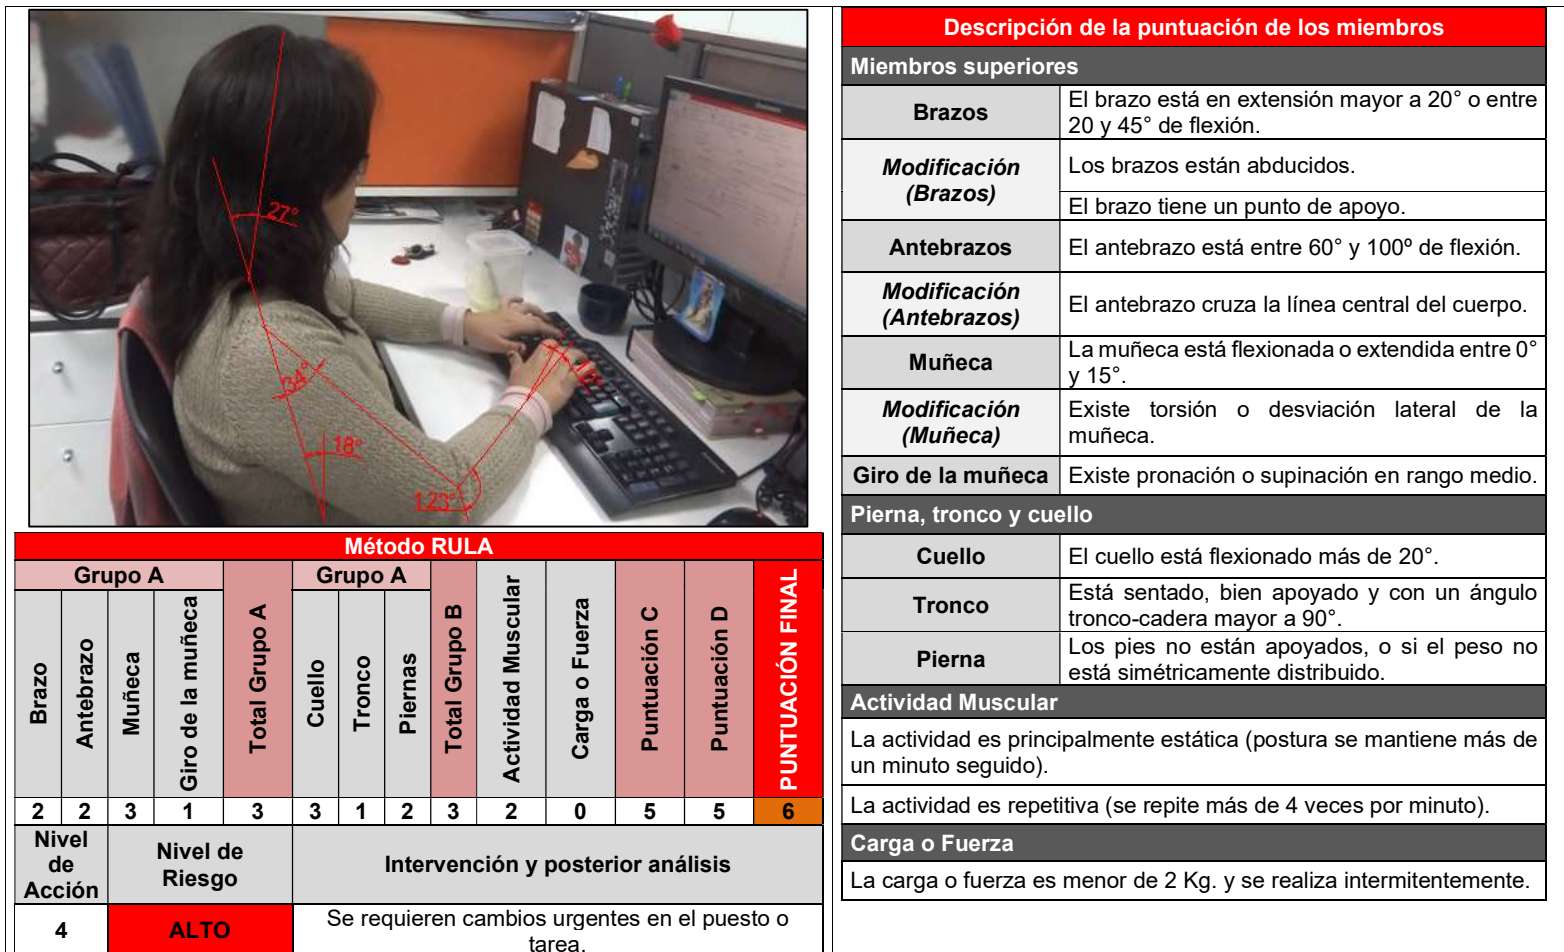 27°
34°
18°
123°
Método RULA
Grupo A
Grupo A
Brazo
Antebrazo
Muñeca
Giro de la muñeca
Total Grupo A
Cuello
Tronco
Piernas
Total Grupo B
Actividad Muscular
Carga o Fuerza
Puntuación C
Puntuación D
PUNTUACIÓN FINAL
2 2 3 1 3 3 1 2 3 2 0 5 5 6
Nivel
de
Acción
Nivel de
Riesgo
Intervención y posterior análisis
4
ALTO
Se requieren cambios urgentes en el puesto o
tarea.
Descripción de la puntuación de los miembros
Miembros superiores
Brazos
El brazo está en extensión mayor a 20° o entre
20 y 45° de flexión.
Modificación
(Brazos)
Los brazos están abducidos.
El brazo tiene un punto de apoyo.
Antebrazos
El antebrazo está entre 60° y 100º de flexión.
Modificación
(Antebrazos)
El antebrazo cruza la línea central del cuerpo.
Muñeca
La muñeca está flexionada o extendida entre 0°
y 15°.
Modificación
(Muñeca)
Existe torsión o desviación lateral de la
muñeca.
Giro de la muñeca
Existe pronación o supinación en rango medio.
Pierna, tronco y cuello
Cuello
El cuello está flexionado más de 20°.
Tronco
Está sentado, bien apoyado y con un ángulo
tronco-cadera mayor a 90°.
Pierna
Los pies no están apoyados, o si el peso no
está simétricamente distribuido.
Actividad Muscular
La actividad es principalmente estática (postura se mantiene más de
un minuto seguido).
La actividad es repetitiva (se repite más de 4 veces por minuto).
Carga o Fuerza
La carga o fuerza es menor de 2 Kg. y se realiza intermitentemente.